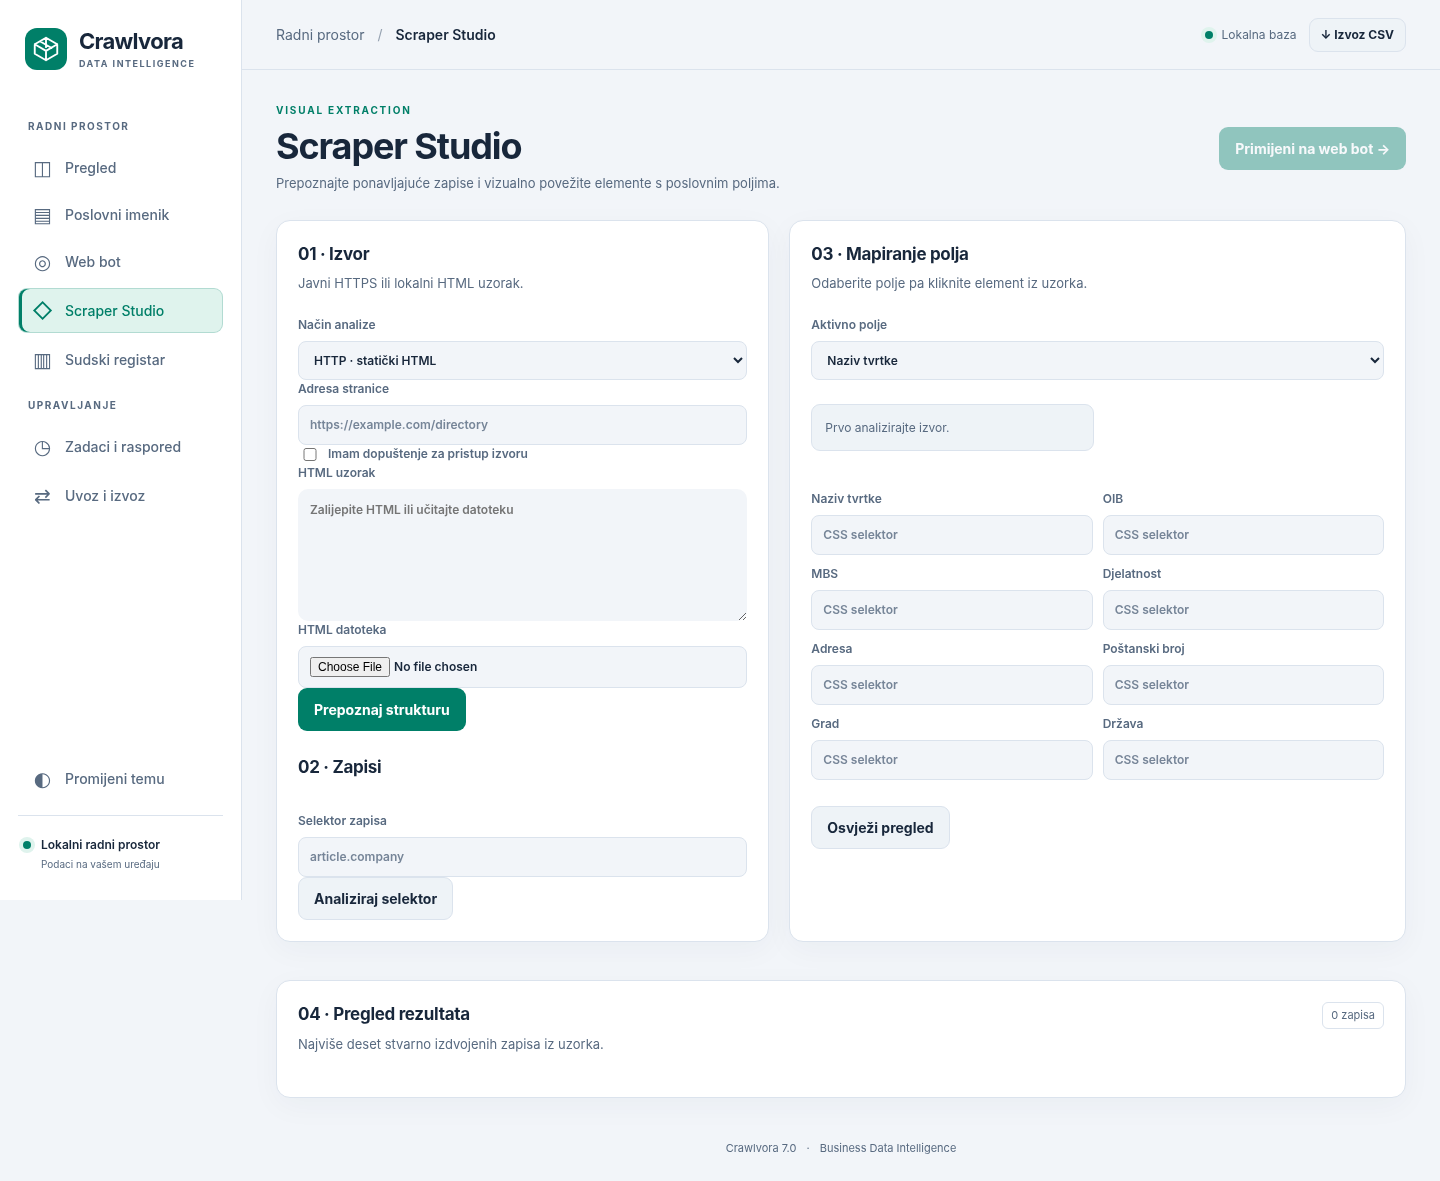 Crawlvora
DATA INTELLIGENCE
RADNI PROSTOR
Pregled
Poslovni imenik
Web bot
Scraper Studio
Sudski registar
UPRAVLJANJE
Zadaci i raspored
Uvoz i izvoz
Promijeni temu
Lokalni radni prostor
Podaci na vašem uređaju
Radni prostor / Scraper Studio
Lokalna baza
↓ Izvoz CSV
VISUAL EXTRACTION
Scraper Studio
Prepoznajte ponavljajuće zapise i vizualno povežite elemente s poslovnim poljima.
Primijeni na web bot →
01 · Izvor
Javni HTTPS ili lokalni HTML uzorak.
Način analize
HTTP · statički HTML
Adresa stranice
https://example.com/directory
Imam dopuštenje za pristup izvoru
HTML uzorak
Zalijepite HTML ili učitajte datoteku
HTML datoteka
Choose File No file chosen
Prepoznaj strukturu
02 · Zapisi
Selektor zapisa
article.company
Analiziraj selektor
03 · Mapiranje polja
Odaberite polje pa kliknite element iz uzorka.
Aktivno polje
Naziv tvrtke
Prvo analizirajte izvor.
Naziv tvrtke
CSS selektor
OIB
CSS selektor
MBS
CSS selektor
Djelatnost
CSS selektor
Adresa
CSS selektor
Poštanski broj
CSS selektor
Grad
CSS selektor
Država
CSS selektor
Osvježi pregled
04 · Pregled rezultata
Najviše deset stvarno izdvojenih zapisa iz uzorka.
0 zapisa
Crawlvora 7.0 · Business Data Intelligence